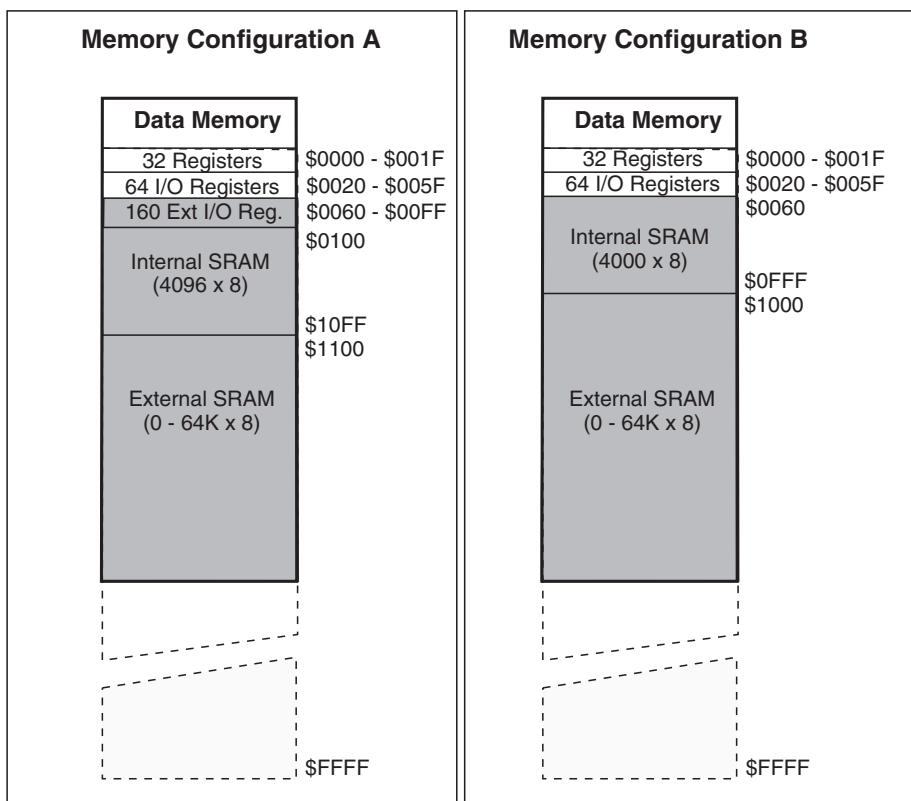 Memory Configuration A
Data Memory
32 Registers
$0000 - $001F
64 I/O Registers
$0020 - $005F
160 Ext I/O Reg.
$0060 - $00FF
$0100
Internal SRAM
(4096 x 8)
$10FF
$1100
External SRAM
(0 - 64K x 8)
$FFFF
Memory Configuration B
Data Memory
32 Registers
$0000 - $001F
64 I/O Registers
$0020 - $005F
$0060
Internal SRAM
(4000 x 8)
$0FFF
$1000
External SRAM
(0 - 64K x 8)
$FFFF